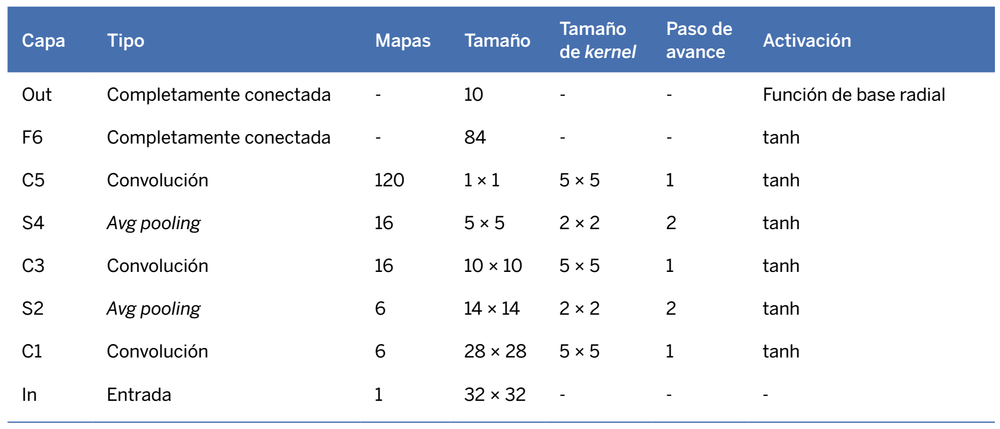 Capa Tipo Mapas Tamaño Tamaño de kernel Paso de avance Activación
Out Completamente conectada - 10 - - Función de base radial
F6 Completamente conectada - 84 - - tanh
C5 Convolución 120 1 × 1 5 × 5 1 tanh
S4 Avg pooling 16 5 × 5 2 × 2 2 tanh
C3 Convolución 16 10 × 10 5 × 5 1 tanh
S2 Avg pooling 6 14 × 14 2 × 2 2 tanh
C1 Convolución 6 28 × 28 5 × 5 1 tanh
In Entrada 1 32 × 32 - - -